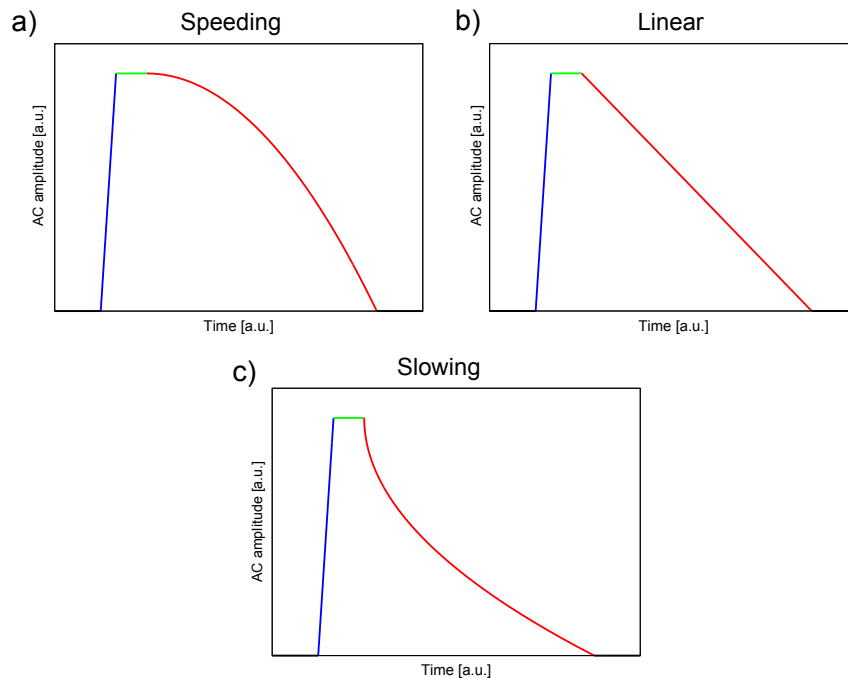 a)
Speeding
AC amplitude [a.u.]
Time [a.u.]
b)
Linear
AC amplitude [a.u.]
Time [a.u.]
c)
Slowing
AC amplitude [a.u.]
Time [a.u.]